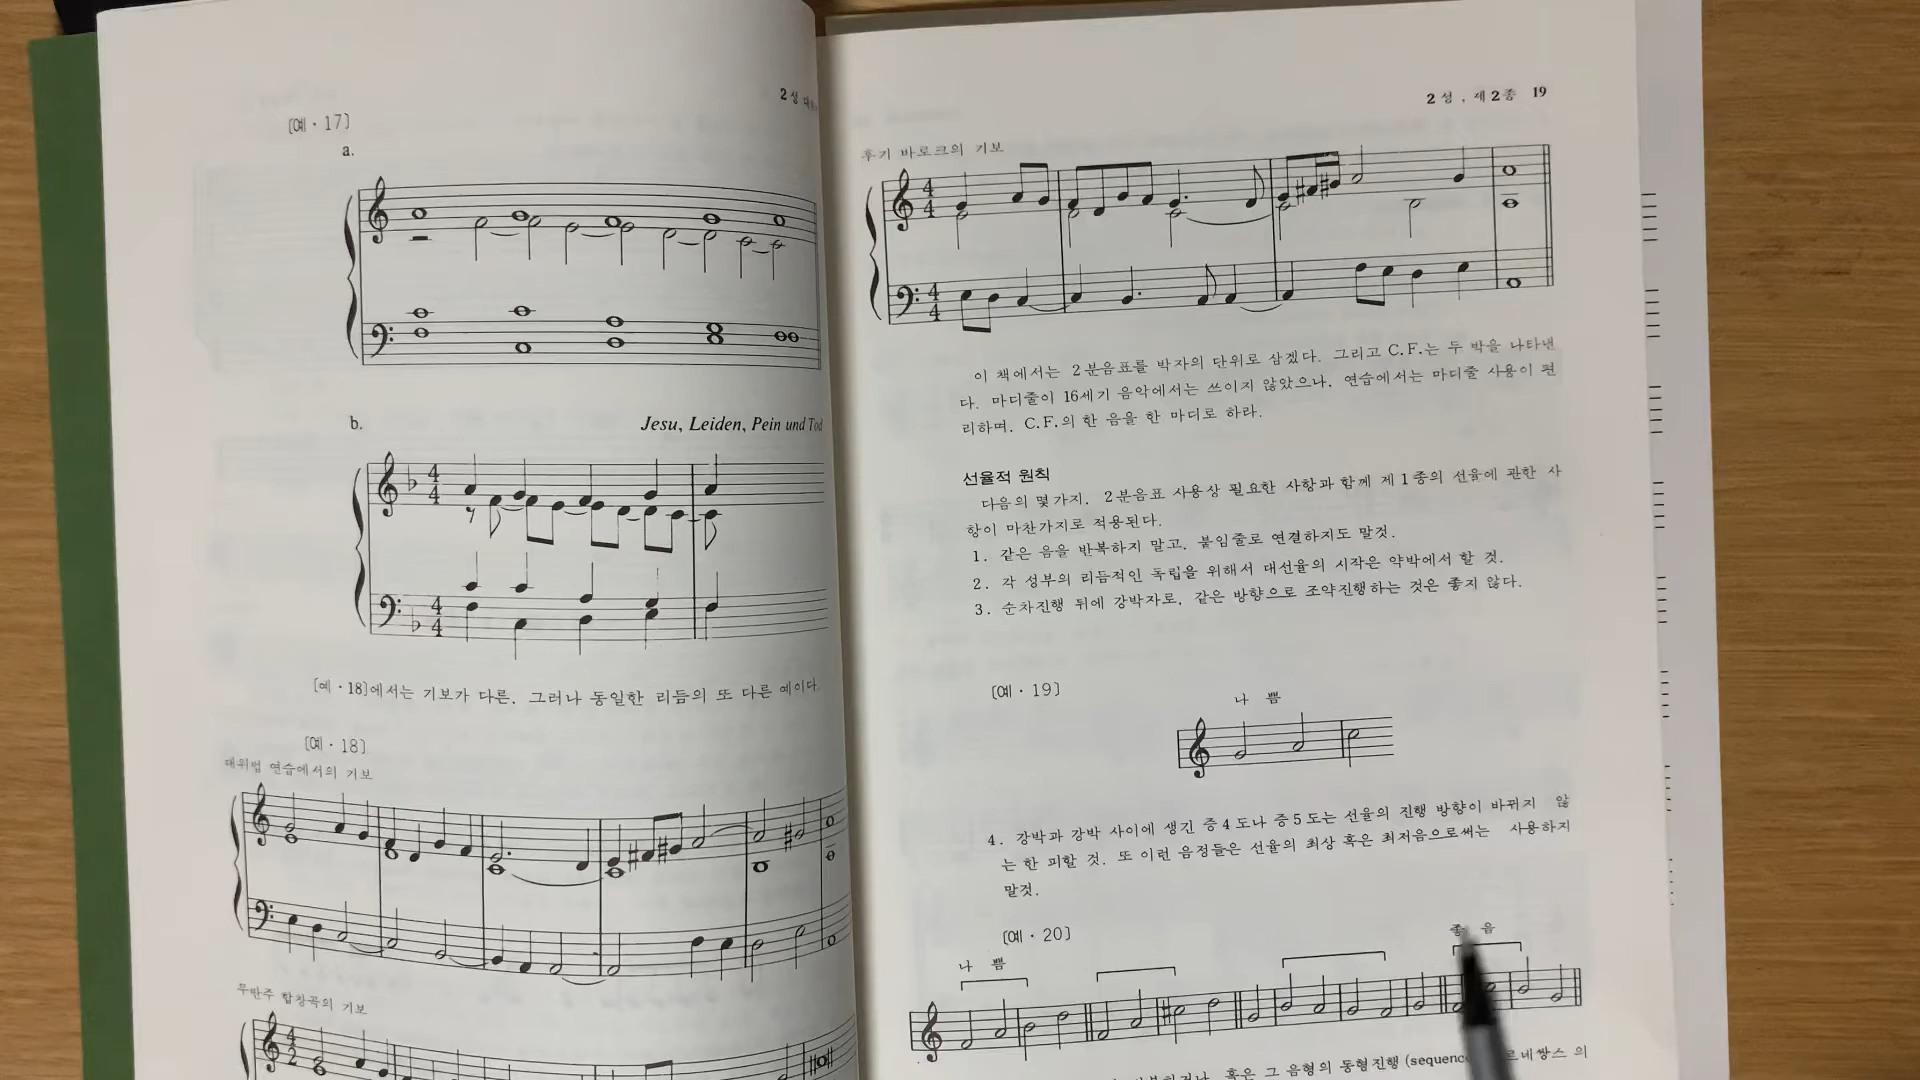 2성
[예·17]
a.
b.
Jesu, Leiden, Pein und Tod
4
4
4
4
[예·18]에서는 기보가 다른, 그러나 동일한 리듬의 또 다른 예이다.
[예·18]
대위법 연습에서의 기보
무반주 합창곡의 기보
4
2
2성, 제2종 19
후기 바로크의 기보
4
4
4
4
이 책에서는 2분음표를 박자의 단위로 삼겠다. 그리고 C.F.는 두 박을 나타낸
다. 마디줄이 16세기 음악에서는 쓰이지 않았으나, 연습에서는 마디줄 사용이 편
리하며, C.F.의 한 음을 한 마디로 하라.
선율적 원칙
다음의 몇가지, 2분음표 사용상 필요한 사항과 함께 제1종의 선율에 관한 사
항이 마찬가지로 적용된다.
1. 같은 음을 반복하지 말고, 붙임줄로 연결하지도 말것.
2. 각 성부의 리듬적인 독립을 위해서 대선율의 시작은 약박에서 할 것.
3. 순차진행 뒤에 강박자로, 같은 방향으로 조약진행하는 것은 좋지 않다.
[예·19]
나 쁨
4. 강박과 강박 사이에 생긴 증4도나 증5도는 선율의 진행 방향이 바뀌지 않
는 한 피할 것. 또 이런 음정들은 선율의 최상 혹은 최저음으로써는 사용하지
말것.
[예·20]
나 쁨
좋 음
혹은 그 음형의 동형진행 (sequenc 르네쌍스 의